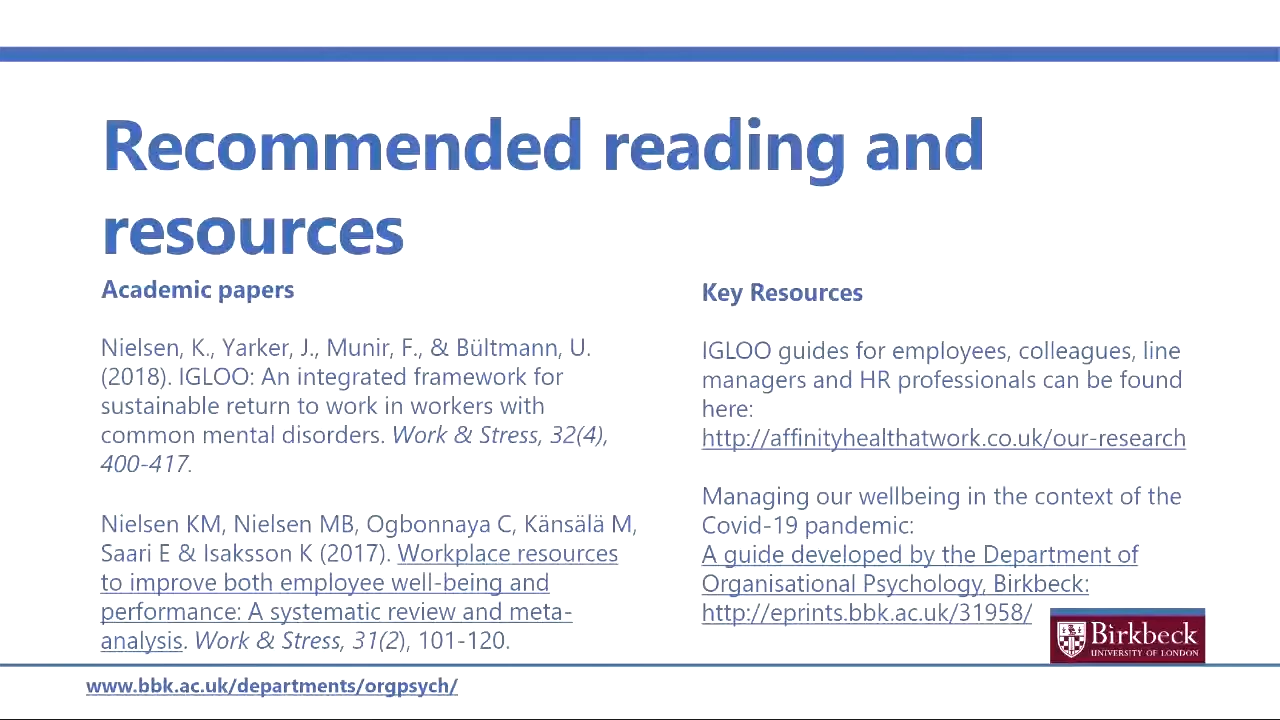 Recommended reading and
resources
Academic papers
Nielsen, K., Yarker, J., Munir, F., & Bültmann, U.
(2018). IGLOO: An integrated framework for
sustainable return to work in workers with
common mental disorders. Work & Stress, 32(4),
400-417.
Nielsen KM, Nielsen MB, Ogbonnaya C, Känsälä M,
Saari E & Isaksson K (2017). Workplace resources
to improve both employee well-being and
performance: A systematic review and meta-
analysis. Work & Stress, 31(2), 101-120.
Key Resources
IGLOO guides for employees, colleagues, line
managers and HR professionals can be found
here:
http://affinityhealthatwork.co.uk/our-research
Managing our wellbeing in the context of the
Covid-19 pandemic:
A guide developed by the Department of
Organisational Psychology, Birkbeck:
http://eprints.bbk.ac.uk/31958/
Birkbeck
UNIVERSITY OF LONDON
www.bbk.ac.uk/departments/orgpsych/